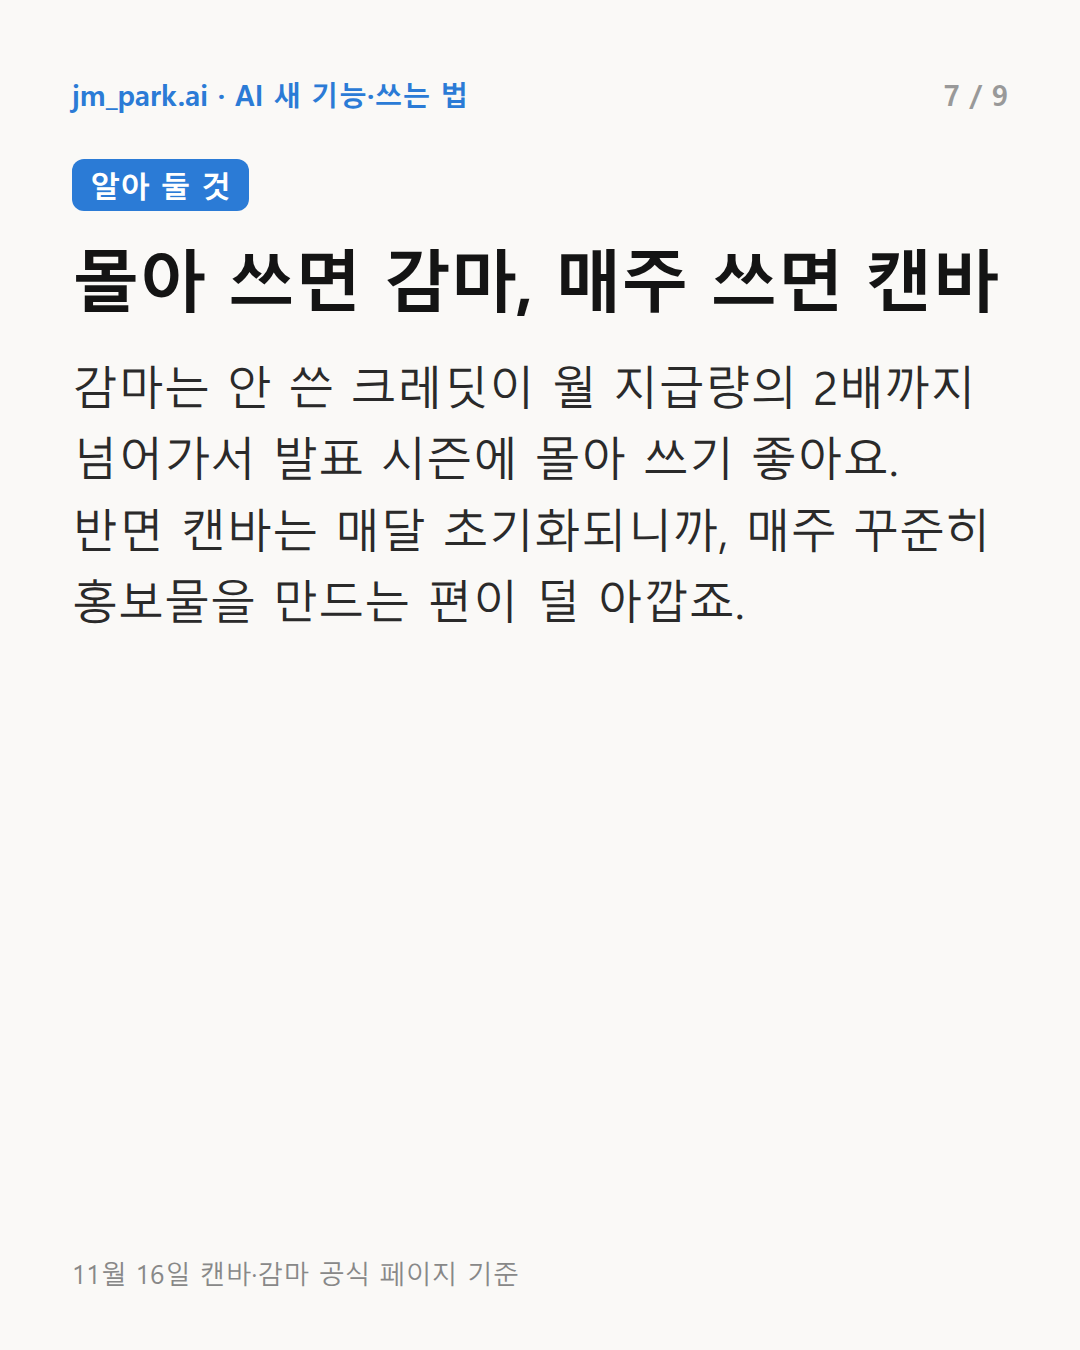 jm_park.ai · AI 새 기능·쓰는 법
7 / 9
알아 둘 것
몰아 쓰면 감마, 매주 쓰면 캔바
감마는 안 쓴 크레딧이 월 지급량의 2배까지
넘어가서 발표 시즌에 몰아 쓰기 좋아요.
반면 캔바는 매달 초기화되니까, 매주 꾸준히
홍보물을 만드는 편이 덜 아깝죠.
11월 16일 캔바·감마 공식 페이지 기준